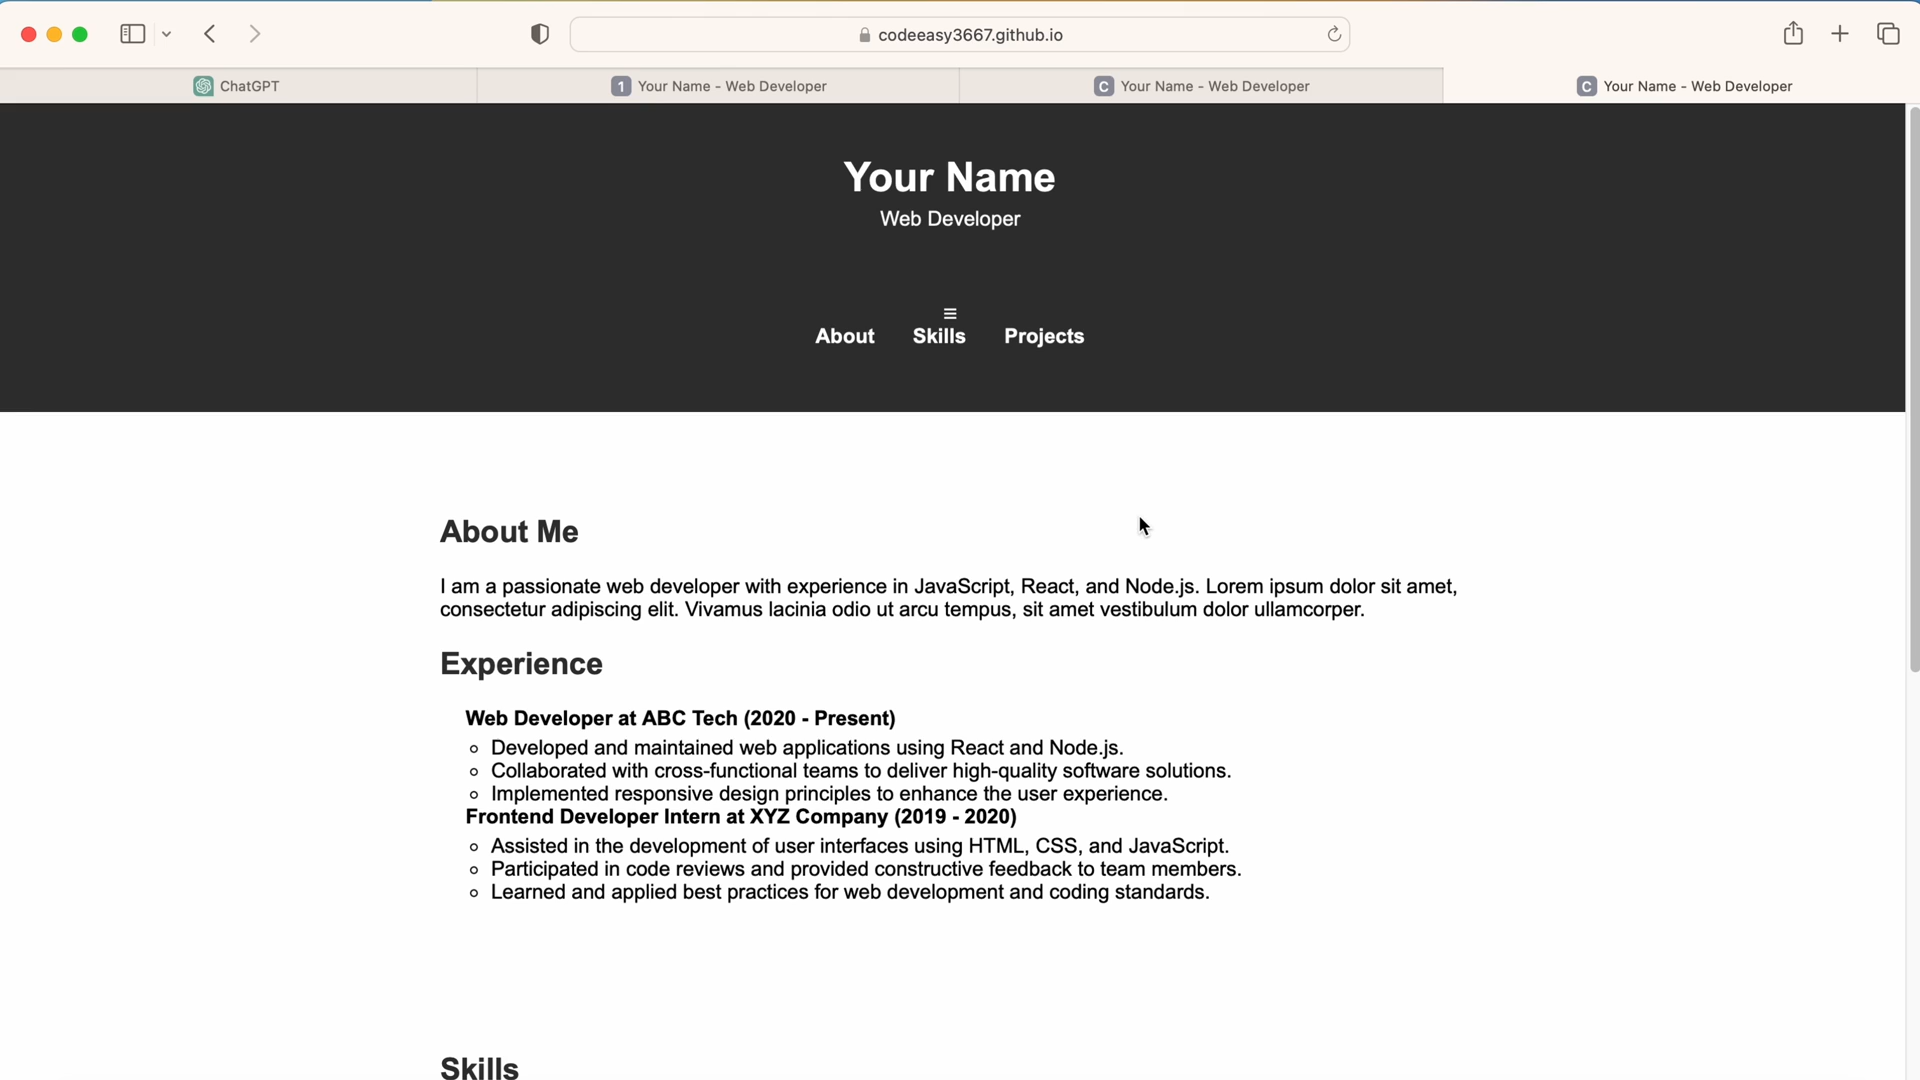 codeeasy3667.github.io
ChatGPT
1 Your Name - Web Developer
C Your Name - Web Developer
C Your Name - Web Developer
Your Name
Web Developer
About Skills Projects
About Me
I am a passionate web developer with experience in JavaScript, React, and Node.js. Lorem ipsum dolor sit amet,
consectetur adipiscing elit. Vivamus lacinia odio ut arcu tempus, sit amet vestibulum dolor ullamcorper.
Experience
Web Developer at ABC Tech (2020 - Present)
Developed and maintained web applications using React and Node.js.
Collaborated with cross-functional teams to deliver high-quality software solutions.
Implemented responsive design principles to enhance the user experience.
Frontend Developer Intern at XYZ Company (2019 - 2020)
Assisted in the development of user interfaces using HTML, CSS, and JavaScript.
Participated in code reviews and provided constructive feedback to team members.
Learned and applied best practices for web development and coding standards.
Skills